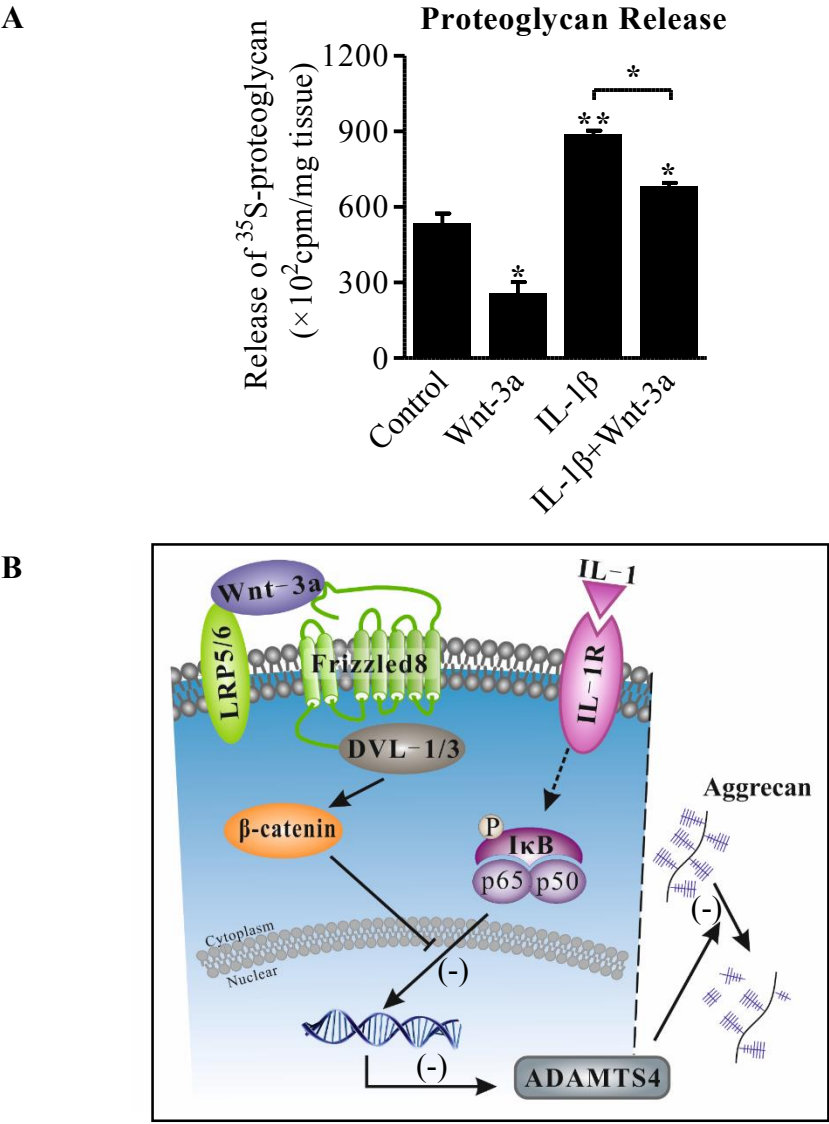 A
Proteoglycan Release
Release of ³⁵S-proteoglycan
(×10²cpm/mg tissue)
1200
900
600
300
0
*
**
*
*
Control
Wnt-3a
IL-1β
IL-1β+Wnt-3a
B
Wnt-3a
IL-1
LRP5/6
Frizzled8
IL-1R
DVL-1/3
Aggrecan
β-catenin
P
IκB
p65 p50
(-)
Cytoplasm
Nuclear
(-)
(-)
ADAMTS4